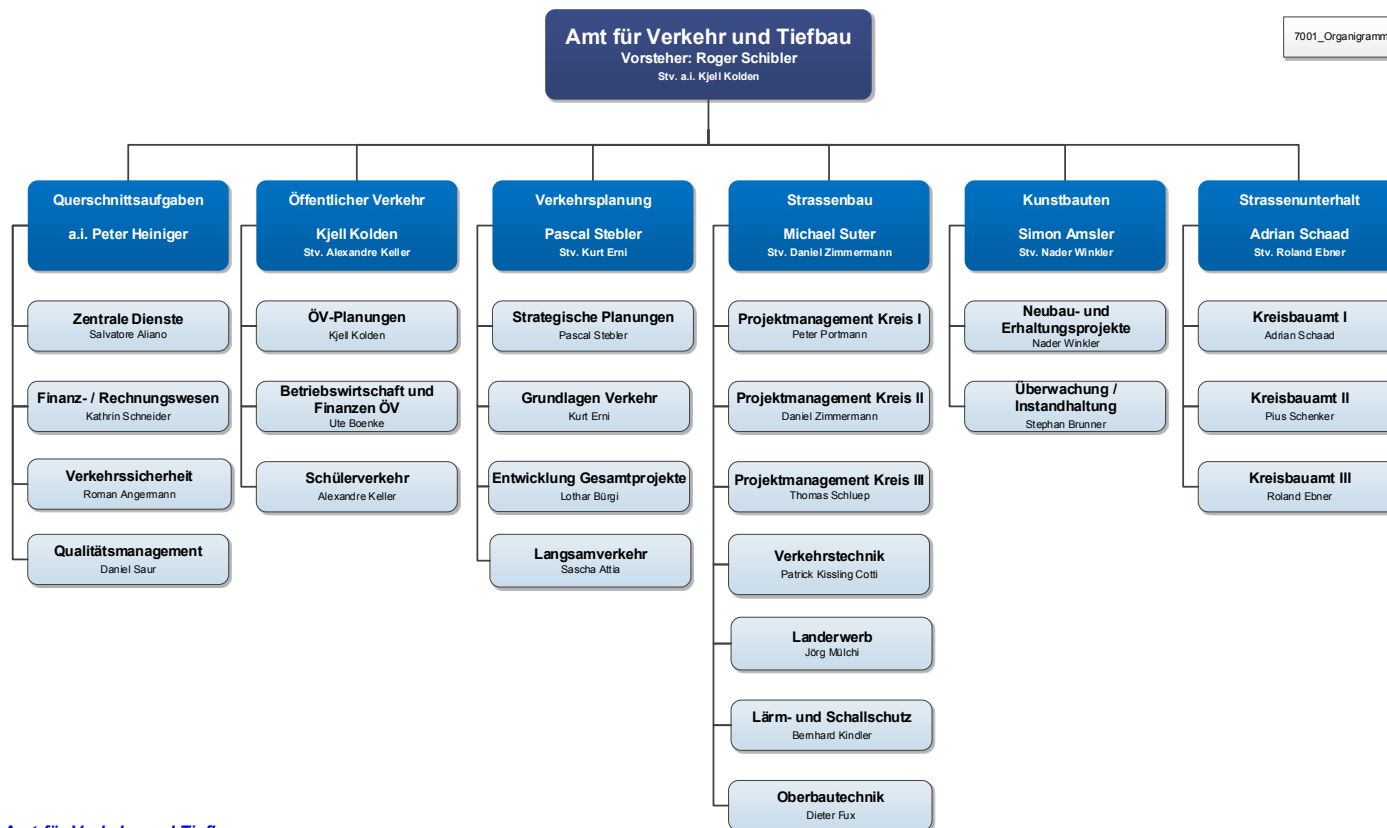 Amt für Verkehr und Tiefbau
Vorsteher: Roger Schibler
Stv. a.i. Kjell Kolden
7001_Organigramm
Querschnittsaufgaben
a.i. Peter Heiniger
Zentrale Dienste
Salvatore Aliano
Finanz- / Rechnungswesen
Kathrin Schneider
Verkehrssicherheit
Roman Angermann
Qualitätsmanagement
Daniel Saur
Öffentlicher Verkehr
Kjell Kolden
Stv. Alexandre Keller
ÖV-Planungen
Kjell Kolden
Betriebswirtschaft und
Finanzen ÖV
Ute Boenke
Schülerverkehr
Alexandre Keller
Verkehrsplanung
Pascal Stebler
Stv. Kurt Erni
Strategische Planungen
Pascal Stebler
Grundlagen Verkehr
Kurt Erni
Entwicklung Gesamtprojekte
Lothar Bürgi
Langsamverkehr
Sascha Attia
Strassenbau
Michael Suter
Stv. Daniel Zimmermann
Projektmanagement Kreis I
Peter Portmann
Projektmanagement Kreis II
Daniel Zimmermann
Projektmanagement Kreis III
Thomas Schluep
Verkehrstechnik
Patrick Kissling Cotti
Landerwerb
Jörg Mülchi
Lärm- und Schallschutz
Bernhard Kindler
Oberbautechnik
Dieter Fux
Kunstbauten
Simon Amsler
Stv. Nader Winkler
Neubau- und
Erhaltungsprojekte
Nader Winkler
Überwachung /
Instandhaltung
Stephan Brunner
Strassenunterhalt
Adrian Schaad
Stv. Roland Ebner
Kreisbauamt I
Adrian Schaad
Kreisbauamt II
Pius Schenker
Kreisbauamt III
Roland Ebner